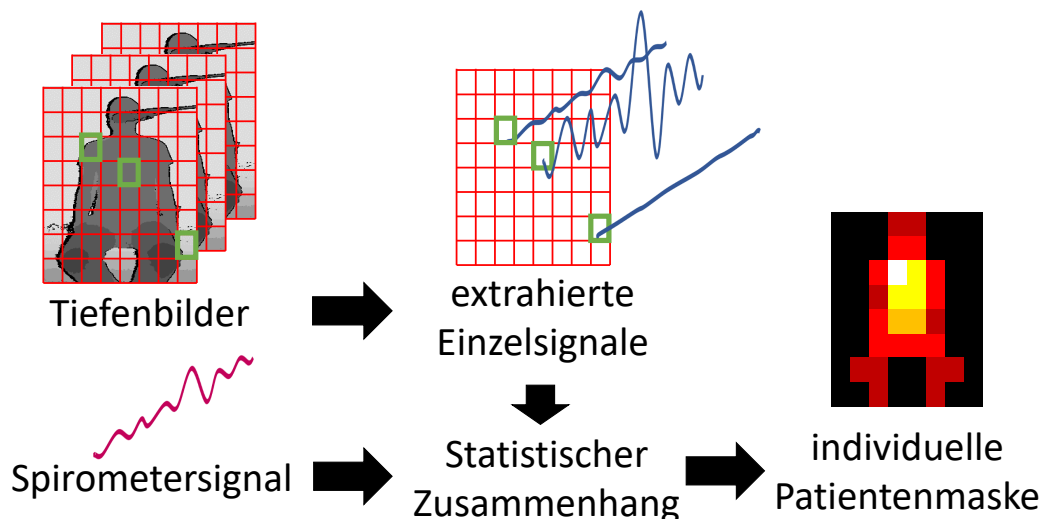 Tiefenbilder
extrahierte
Einzelsignale
Spirometersignal
Statistischer
Zusammenhang
individuelle
Patientenmaske